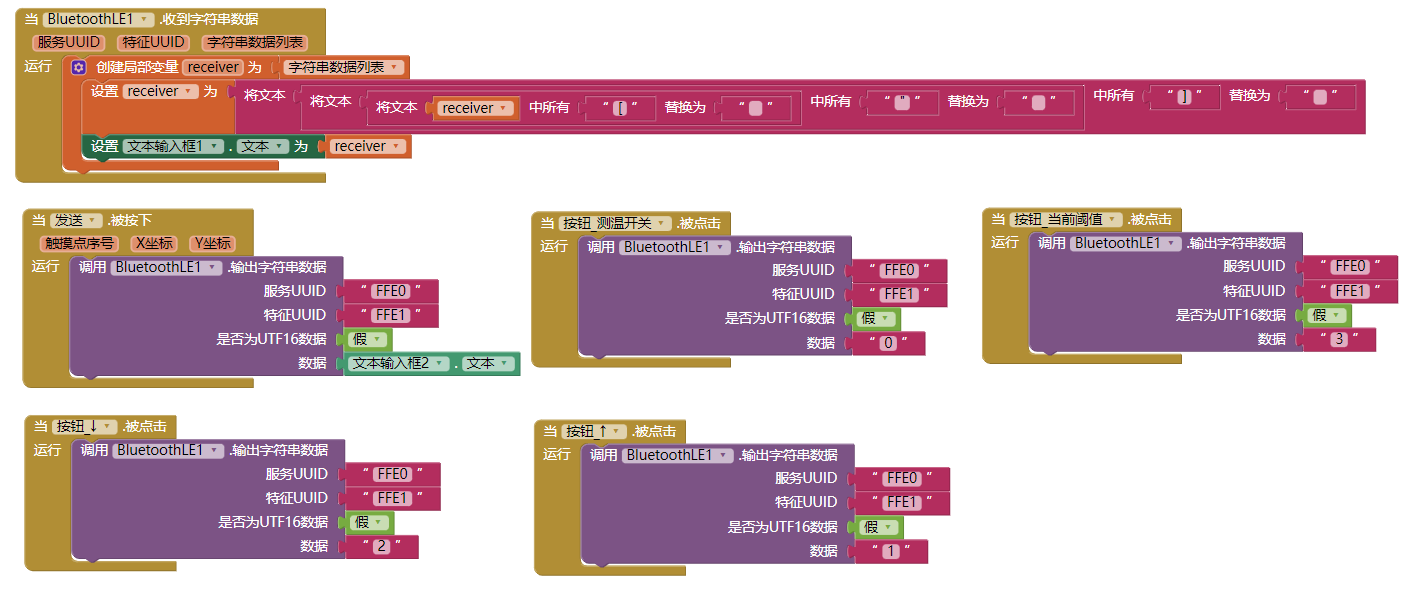 当 BluetoothLE1 .收到字符串数据
服务UUID 特征UUID 字符串数据列表
运行 创建局部变量 receiver 为 字符串数据列表
设置 receiver 为 将文本 将文本 将文本 receiver 中所有 “ [ ” 替换为 “ ” 中所有 “ " ” 替换为 “ ” 中所有 “ ] ” 替换为 “ ”
设置 文本输入框1 . 文本 为 receiver
当 发送 .被按下
触摸点序号 X坐标 Y坐标
运行 调用 BluetoothLE1 .输出字符串数据
服务UUID “ FFE0 ”
特征UUID “ FFE1 ”
是否为UTF16数据 假
数据 文本输入框2 . 文本
当 按钮_测温开关 .被点击
运行 调用 BluetoothLE1 .输出字符串数据
服务UUID “ FFE0 ”
特征UUID “ FFE1 ”
是否为UTF16数据 假
数据 “ 0 ”
当 按钮_当前阈值 .被点击
运行 调用 BluetoothLE1 .输出字符串数据
服务UUID “ FFE0 ”
特征UUID “ FFE1 ”
是否为UTF16数据 假
数据 “ 3 ”
当 按钮_↓ .被点击
运行 调用 BluetoothLE1 .输出字符串数据
服务UUID “ FFE0 ”
特征UUID “ FFE1 ”
是否为UTF16数据 假
数据 “ 2 ”
当 按钮_↑ .被点击
运行 调用 BluetoothLE1 .输出字符串数据
服务UUID “ FFE0 ”
特征UUID “ FFE1 ”
是否为UTF16数据 假
数据 “ 1 ”